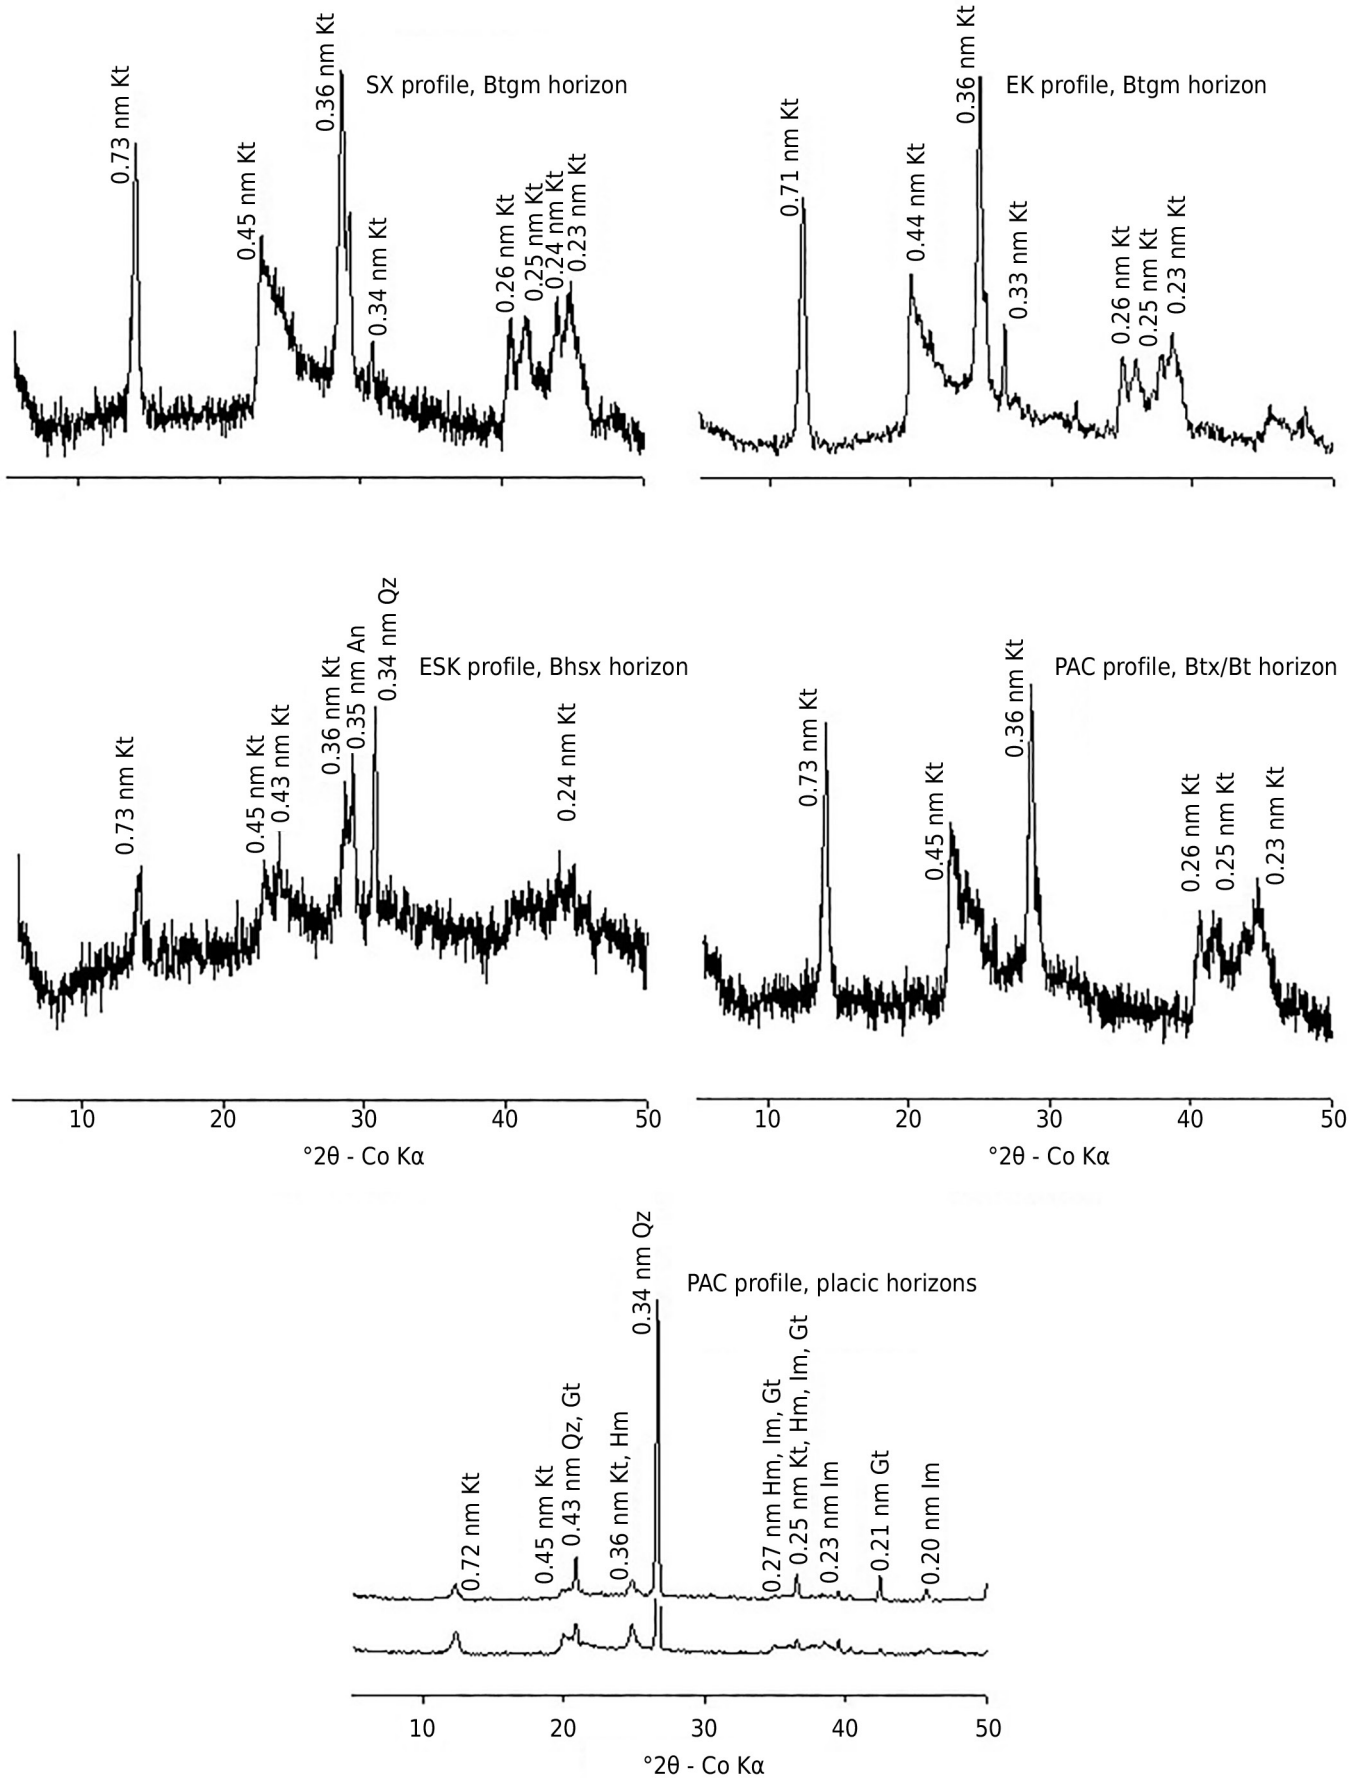 SX profile, Btgm horizon
0.73 nm Kt
0.45 nm Kt
0.36 nm Kt
0.34 nm Kt
0.26 nm Kt
0.25 nm Kt
0.24 nm Kt
0.23 nm Kt
EK profile, Btgm horizon
0.71 nm Kt
0.44 nm Kt
0.36 nm Kt
0.33 nm Kt
0.26 nm Kt
0.25 nm Kt
0.23 nm Kt
ESK profile, Bhsx horizon
0.73 nm Kt
0.45 nm Kt
0.43 nm Kt
0.36 nm Kt
0.35 nm An
0.34 nm Qz
0.24 nm Kt
10 20 30 40 50
°2θ - Co Kα
PAC profile, Btx/Bt horizon
0.73 nm Kt
0.45 nm Kt
0.36 nm Kt
0.26 nm Kt
0.25 nm Kt
0.23 nm Kt
10 20 30 40 50
°2θ - Co Kα
PAC profile, placic horizons
0.72 nm Kt
0.45 nm Kt
0.43 nm Qz, Gt
0.36 nm Kt, Hm
0.34 nm Qz
0.27 nm Hm, Im, Gt
0.25 nm Kt, Hm, Im, Gt
0.23 nm Im
0.21 nm Gt
0.20 nm Im
10 20 30 40 50
°2θ - Co Kα